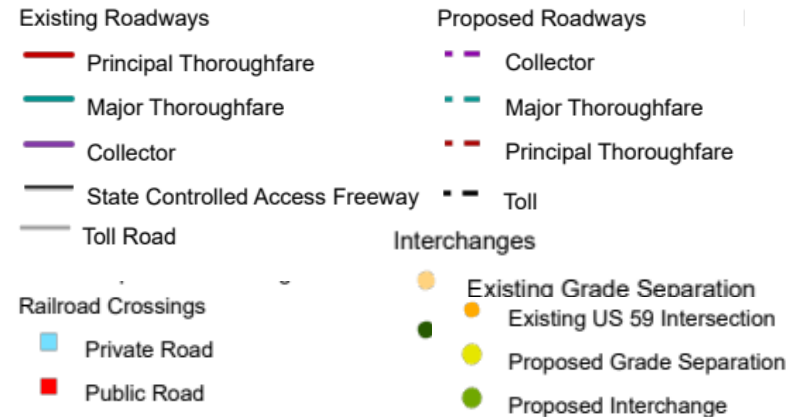 Existing Roadways
Principal Thoroughfare
Major Thoroughfare
Collector
State Controlled Access Freeway
Toll Road
Railroad Crossings
Private Road
Public Road
Proposed Roadways
Collector
Major Thoroughfare
Principal Thoroughfare
Toll
Interchanges
Existing Grade Separation
Existing US 59 Intersection
Proposed Grade Separation
Proposed Interchange